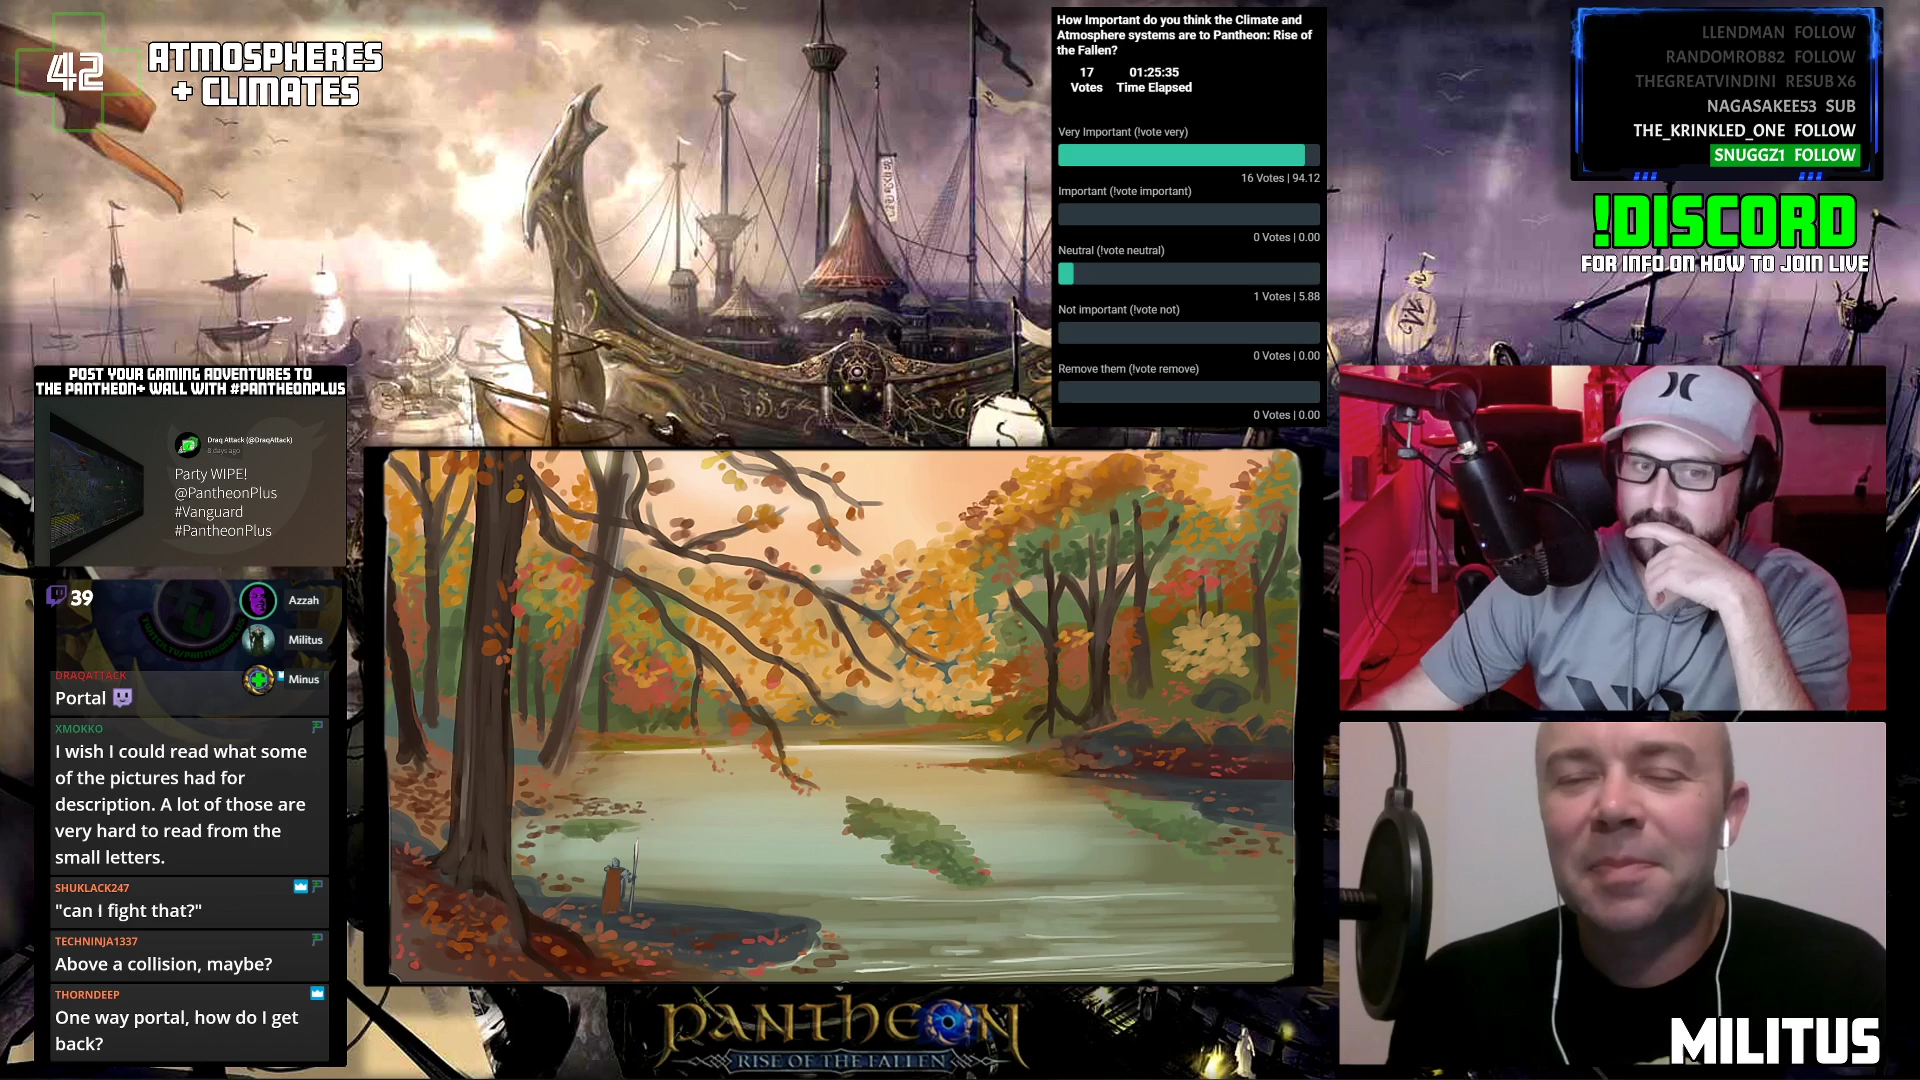 42
ATMOSPHERES
+ CLIMATES
How Important do you think the Climate and
Atmosphere systems are to Pantheon: Rise of
the Fallen?
17 01:25:35
Votes Time Elapsed
Very Important (!vote very)
16 Votes | 94.12
Important (!vote important)
0 Votes | 0.00
Neutral (!vote neutral)
1 Votes | 5.88
Not important (!vote not)
0 Votes | 0.00
Remove them (!vote remove)
0 Votes | 0.00
LLENDMAN FOLLOW
RANDOMROB82 FOLLOW
THEGREATVINDINI RESUB X6
NAGASAKEE53 SUB
THE_KRINKLED_ONE FOLLOW
SNUGGZ1 FOLLOW
!DISCORD
FOR INFO ON HOW TO JOIN LIVE
POST YOUR GAMING ADVENTURES TO
THE PANTHEON+ WALL WITH #PANTHEONPLUS
Draq Attack (@DraqAttack)
8 days ago
Party WIPE!
@PantheonPlus
#Vanguard
#PantheonPlus
39
Azzah
Militus
Minus
DRAQATTACK
Portal
XMOKKO
I wish I could read what some
of the pictures had for
description. A lot of those are
very hard to read from the
small letters.
SHUKLACK247
"can I fight that?"
TECHNINJA1337
Above a collision, maybe?
THORNDEEP
One way portal, how do I get
back?
PANTHEON
RISE OF THE FALLEN
MILITUS